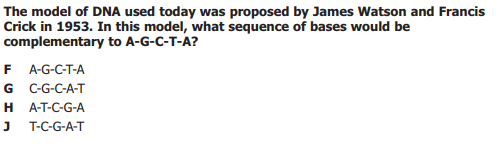 The model of DNA used today was proposed by James Watson and Francis
Crick in 1953. In this model, what sequence of bases would be
complementary to A-G-C-T-A?
F A-G-C-T-A
G C-G-C-A-T
H A-T-C-G-A
J T-C-G-A-T